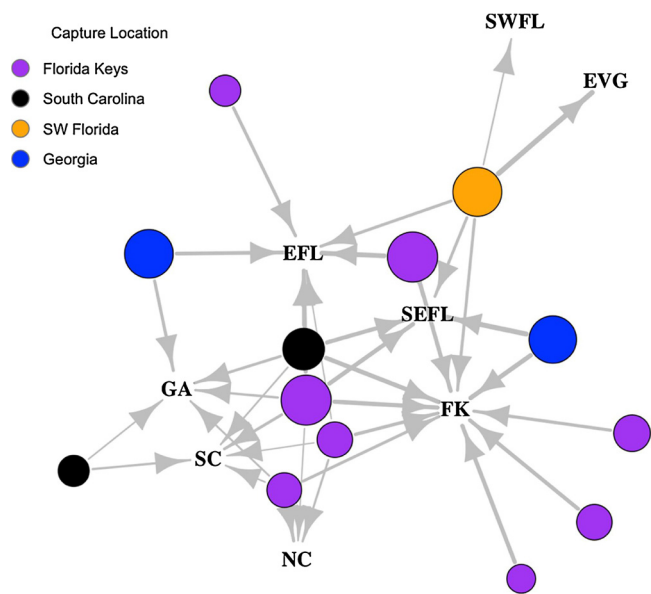 SWFL
Capture Location
Florida Keys
EVG
South Carolina
SW Florida
Georgia
EFL
SEFL
GA
FK
SC
NC